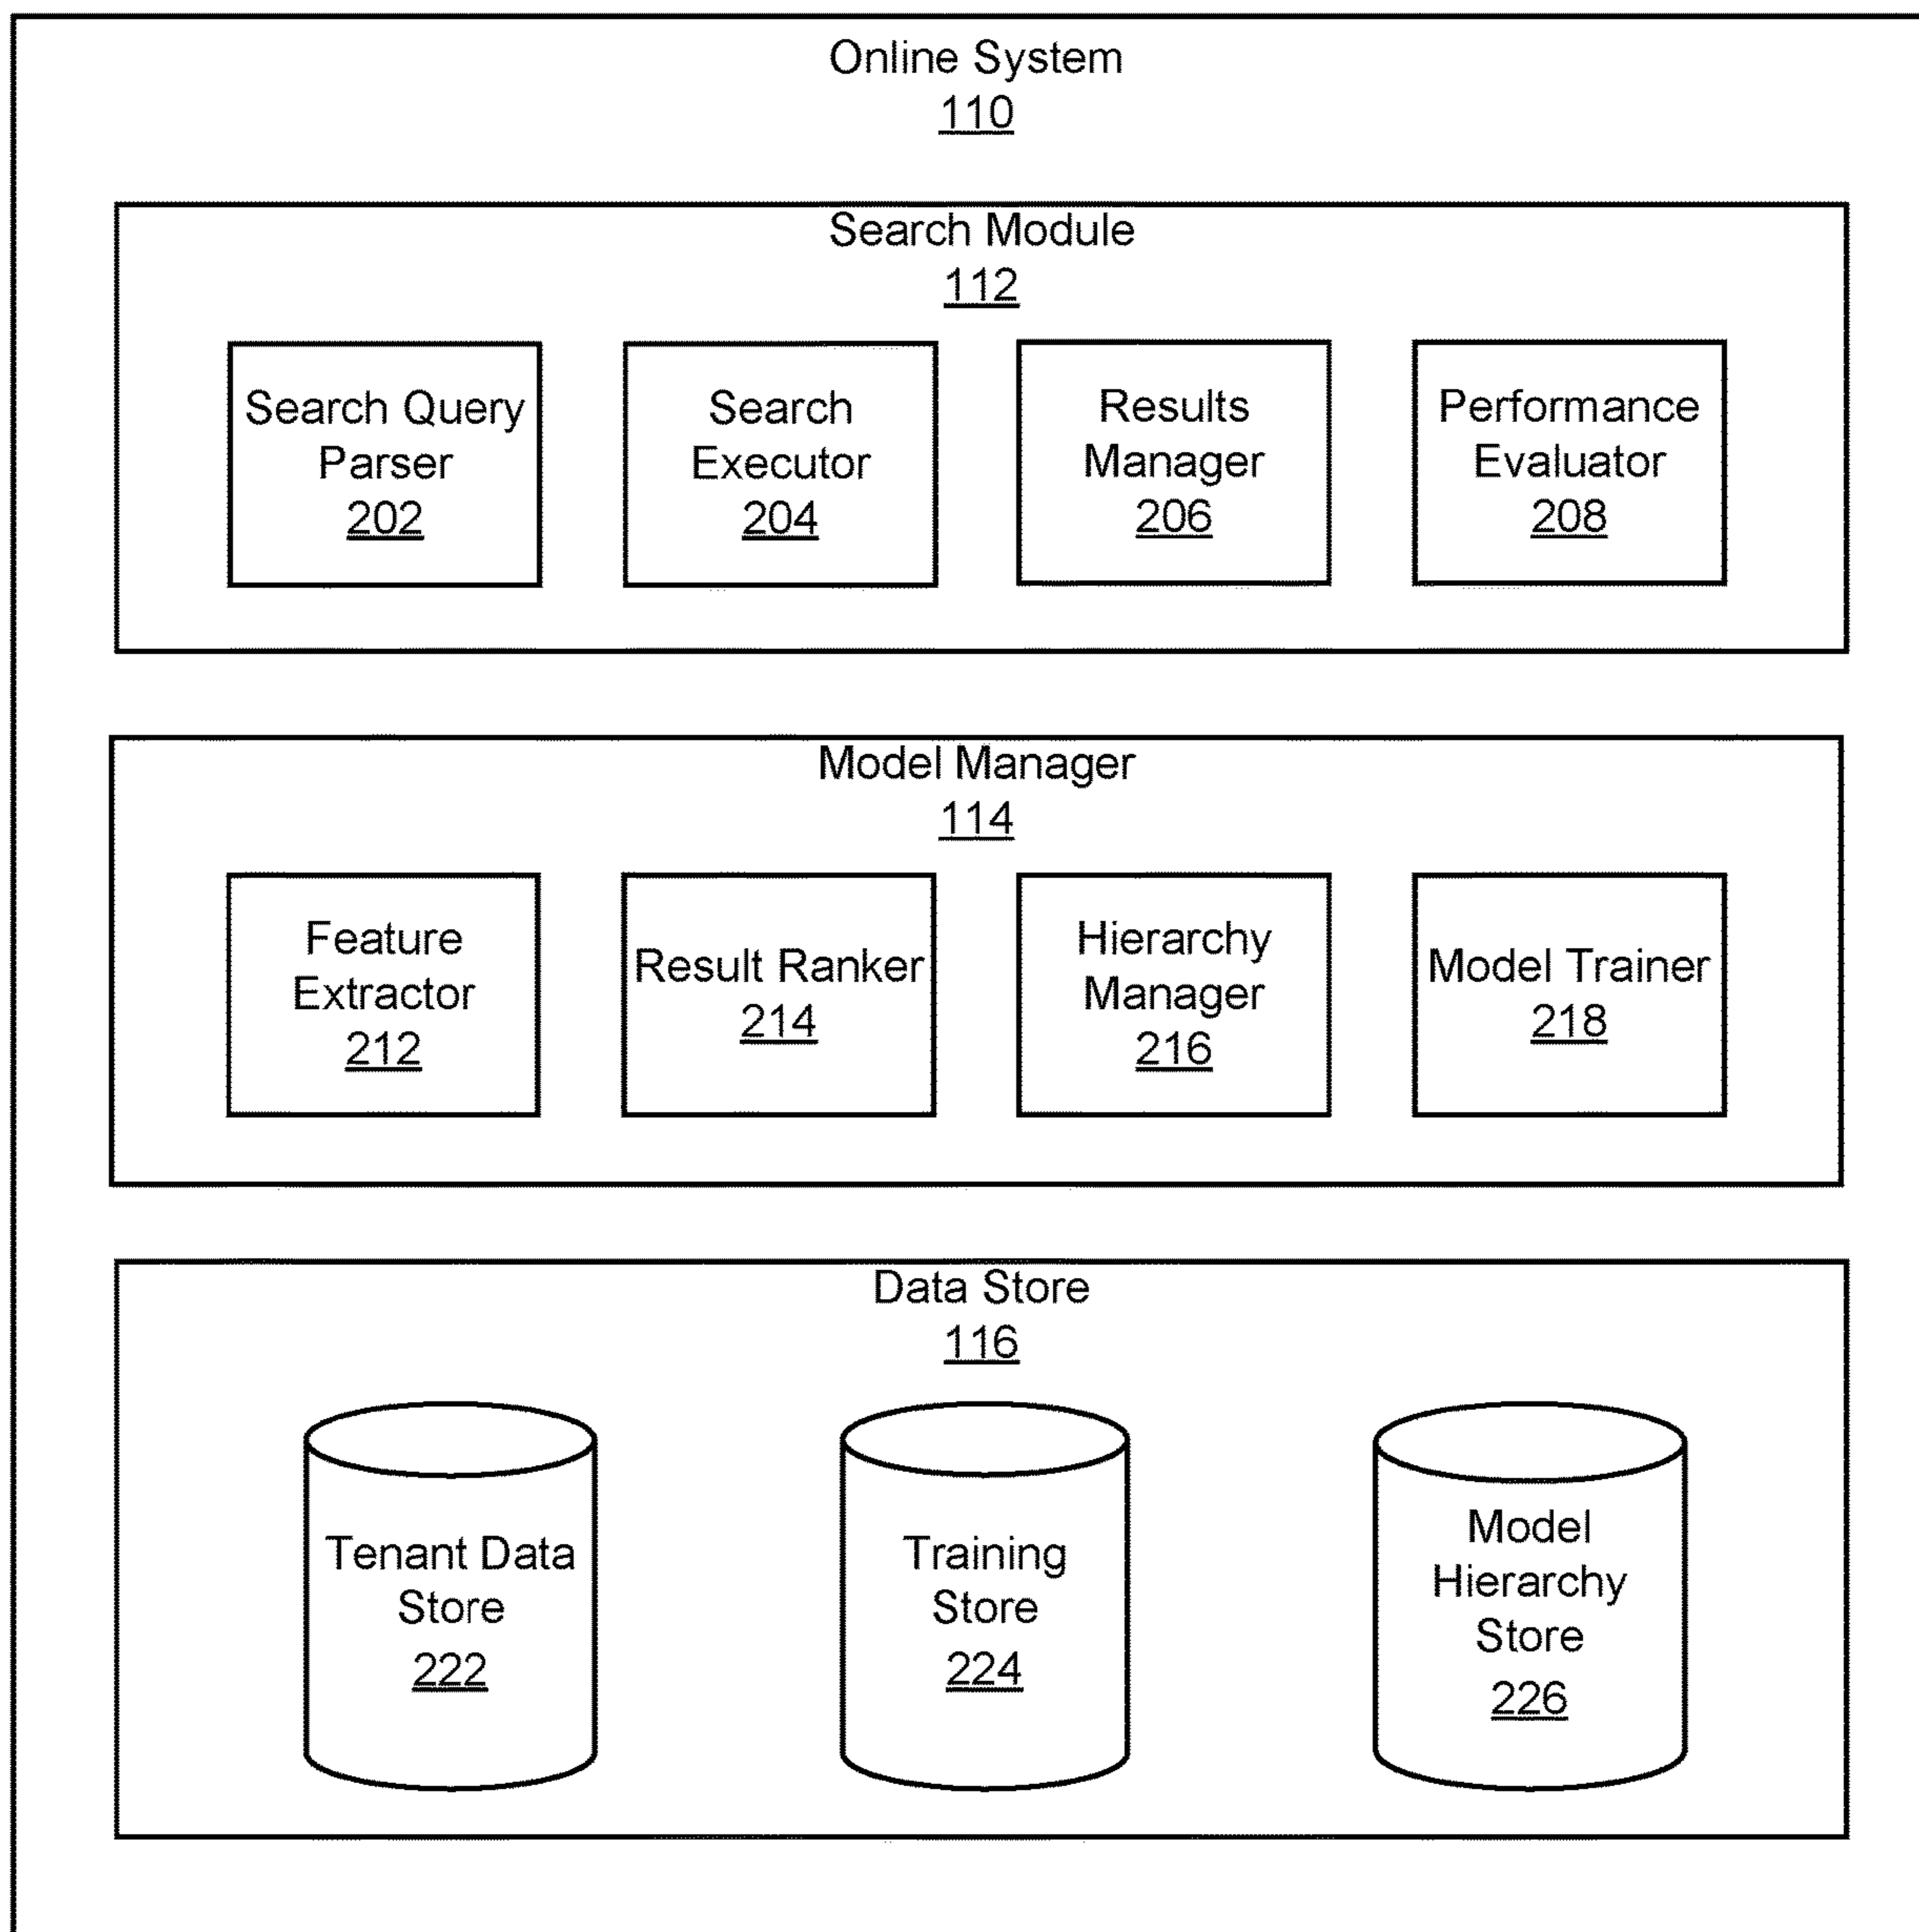 Online System
110
Search Module
112
Search Query
Parser
202
Search
Executor
204
Results
Manager
206
Performance
Evaluator
208
Model Manager
114
Feature
Extractor
212
Result Ranker
214
Hierarchy
Manager
216
Model Trainer
218
Data Store
116
Tenant Data
Store
222
Training
Store
224
Model
Hierarchy
Store
226